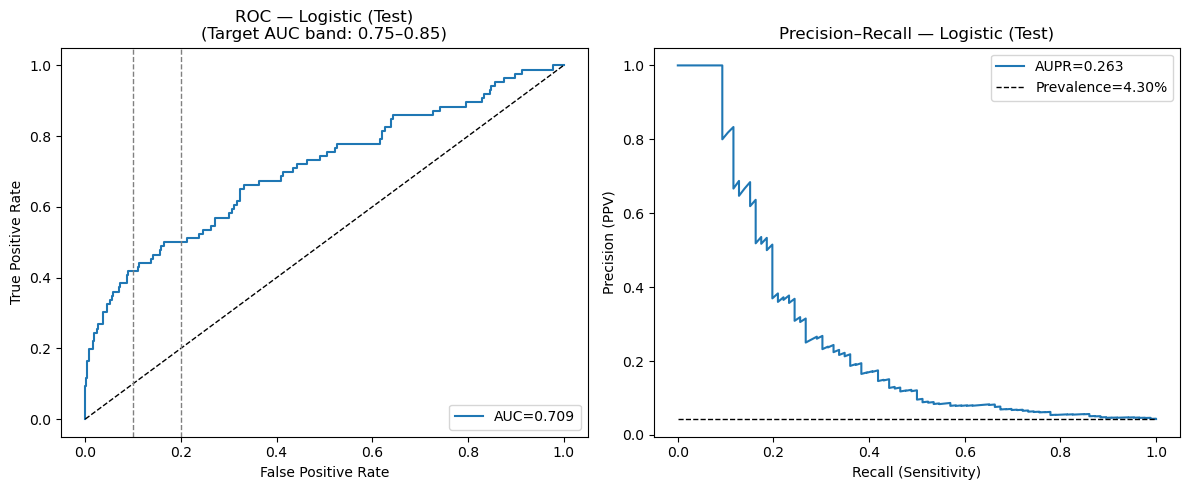 ROC — Logistic (Test)
(Target AUC band: 0.75–0.85)
1.0
0.8
0.6
0.4
0.2
0.0
True Positive Rate
0.0 0.2 0.4 0.6 0.8 1.0
False Positive Rate
AUC=0.709
Precision–Recall — Logistic (Test)
1.0
0.8
0.6
0.4
0.2
0.0
Precision (PPV)
0.0 0.2 0.4 0.6 0.8 1.0
Recall (Sensitivity)
AUPR=0.263
Prevalence=4.30%